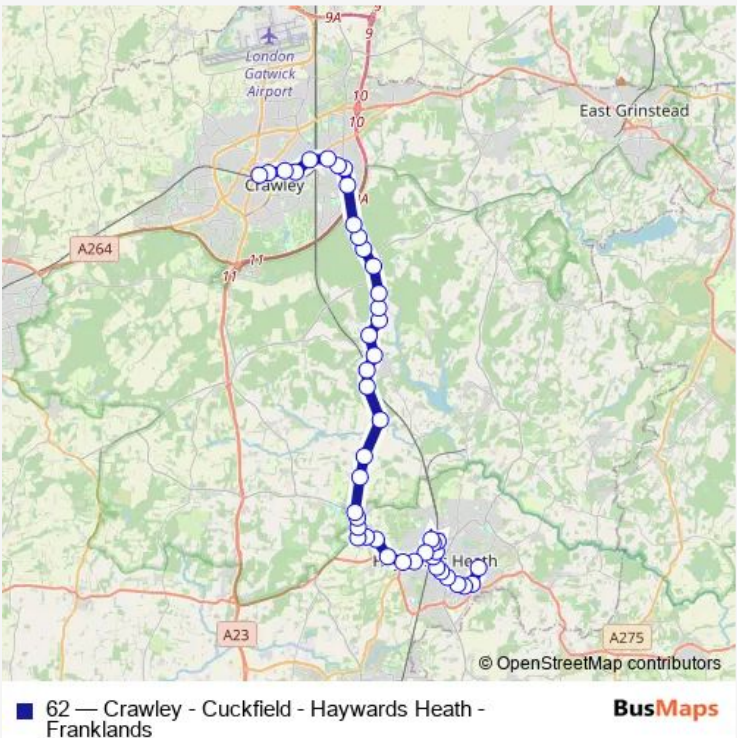 9A
9
9
London
Gatwick
Airport
10
10
East Grinstead
Crawley
A264
11
11
Heath
A23
A275
© OpenStreetMap contributors
62 — Crawley - Cuckfield - Haywards Heath -
Franklands
BusMaps